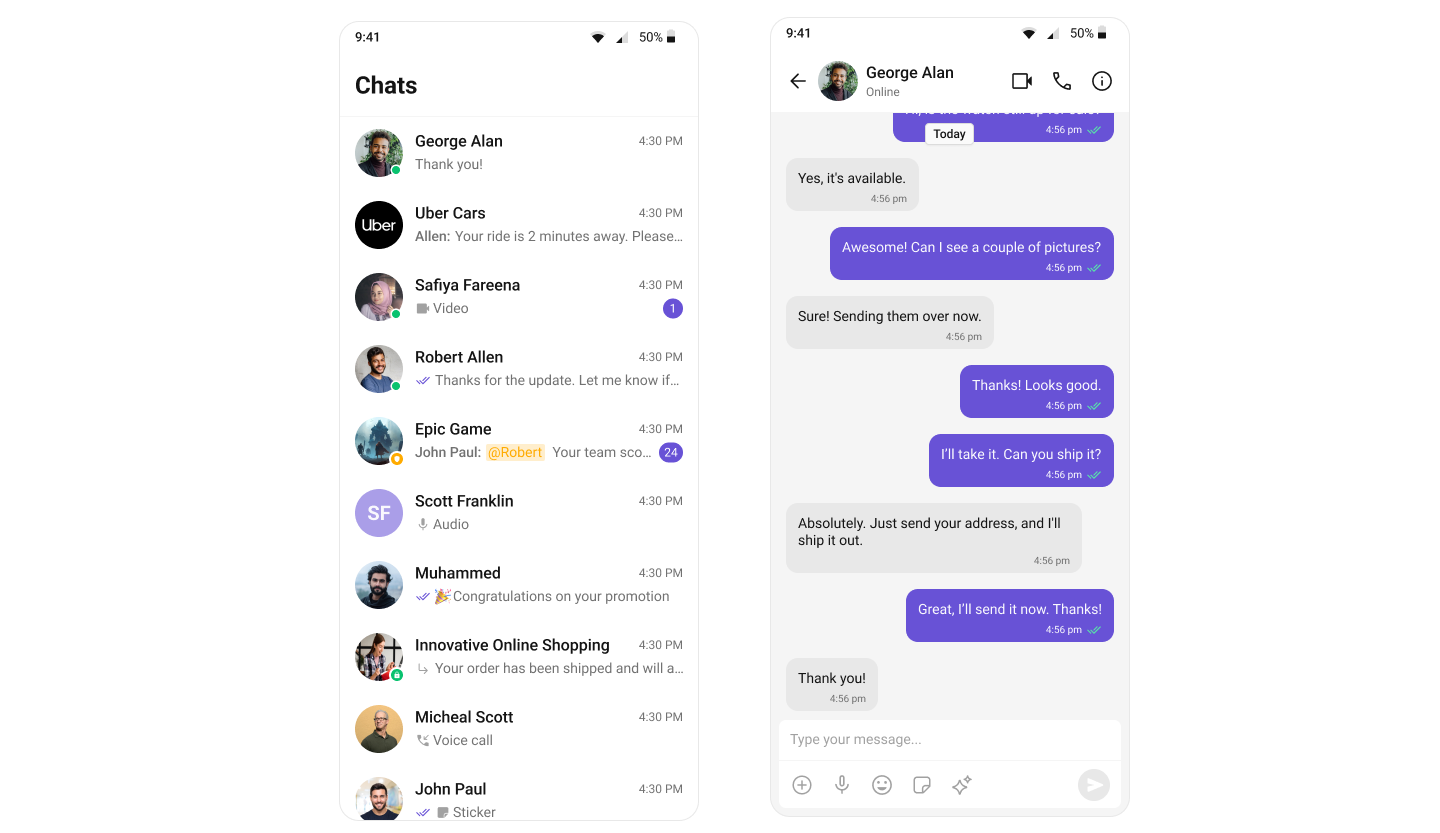 9:41
50%
Chats
George Alan
4:30 PM
Thank you!
Uber
Uber Cars
4:30 PM
Allen: Your ride is 2 minutes away. Please...
Safiya Fareena
4:30 PM
Video
1
Robert Allen
4:30 PM
Thanks for the update. Let me know if...
Epic Game
4:30 PM
John Paul: @Robert Your team sco...
24
SF
Scott Franklin
4:30 PM
Audio
Muhammed
4:30 PM
🎉Congratulations on your promotion
Innovative Online Shopping
4:30 PM
Your order has been shipped and will a...
Micheal Scott
4:30 PM
Voice call
John Paul
4:30 PM
Sticker
9:41
50%
George Alan
Online
4:56 pm
Today
Yes, it's available.
4:56 pm
Awesome! Can I see a couple of pictures?
4:56 pm
Sure! Sending them over now.
4:56 pm
Thanks! Looks good.
4:56 pm
I’ll take it. Can you ship it?
4:56 pm
Absolutely. Just send your address, and I'll
ship it out.
4:56 pm
Great, I’ll send it now. Thanks!
4:56 pm
Thank you!
4:56 pm
Type your message...